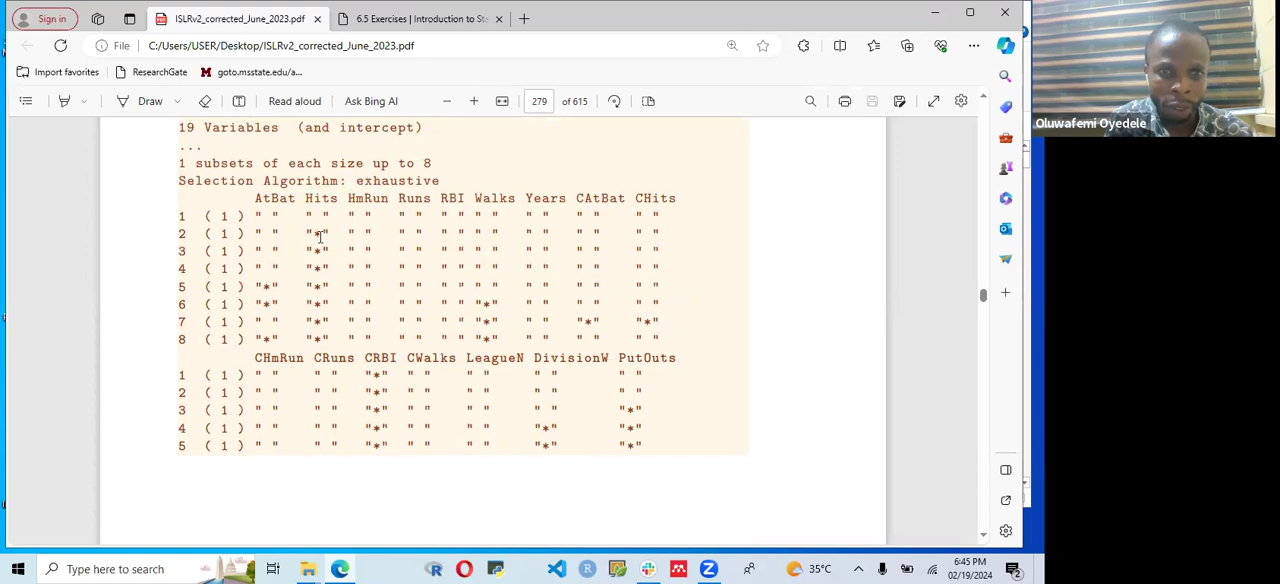 Sign in
ISLRv2_corrected_June_2023.pdf
6.5 Exercises | Introduction to Sta
File
C:/Users/USER/Desktop/ISLRv2_corrected_June_2023.pdf
Import favorites
ResearchGate
goto.msstate.edu/a...
Draw
Read aloud
Ask Bing AI
279
of 615
Oluwafemi Oyedele
19 Variables (and intercept)
...
1 subsets of each size up to 8
Selection Algorithm: exhaustive
AtBat Hits HmRun Runs RBI Walks Years CAtBat CHits
1 ( 1 ) " " " " " " " " " " " " " " " " " "
2 ( 1 ) " " "*" " " " " " " " " " " " " " "
3 ( 1 ) " " "*" " " " " " " " " " " " " " "
4 ( 1 ) " " "*" " " " " " " " " " " " " " "
5 ( 1 ) "*" "*" " " " " " " " " " " " " " "
6 ( 1 ) "*" "*" " " " " " " "*" " " " " " "
7 ( 1 ) " " "*" " " " " " " "*" " " "*" "*"
8 ( 1 ) "*" "*" " " " " " " "*" " " " " " "
CHmRun CRuns CRBI CWalks LeagueN DivisionW PutOuts
1 ( 1 ) " " " " "*" " " " " " " " "
2 ( 1 ) " " " " "*" " " " " " " " "
3 ( 1 ) " " " " "*" " " " " " " "*"
4 ( 1 ) " " " " "*" " " " " "*" "*"
5 ( 1 ) " " " " "*" " " " " "*" "*"
Type here to search
35°C
6:45 PM
02/19/2024